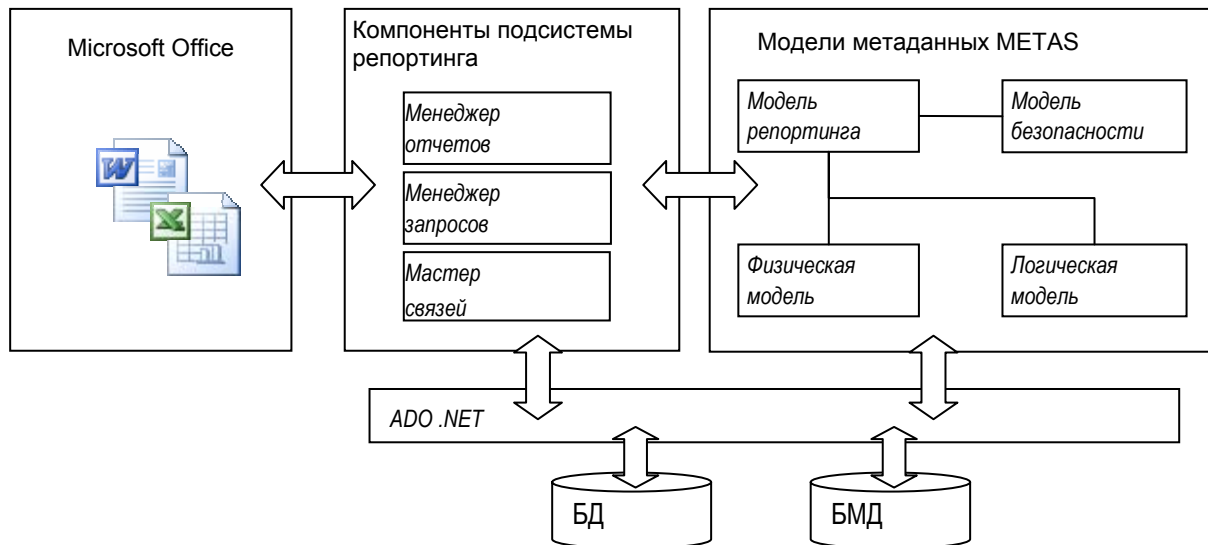 Microsoft Office
Компоненты подсистемы
репортинга
Менеджер
отчетов
Менеджер
запросов
Мастер
связей
Модели метаданных METAS
Модель
репортинга
Модель
безопасности
Физическая
модель
Логическая
модель
ADO .NET
БД
БМД